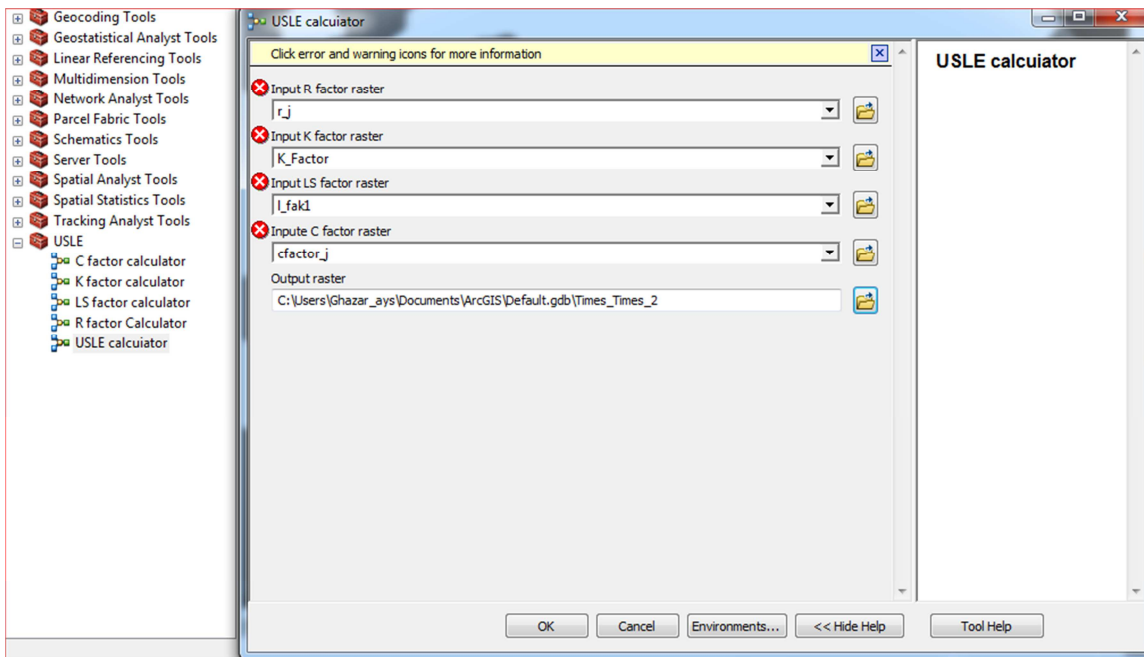 Geocoding Tools
Geostatistical Analyst Tools
Linear Referencing Tools
Multidimension Tools
Network Analyst Tools
Parcel Fabric Tools
Schematics Tools
Server Tools
Spatial Analyst Tools
Spatial Statistics Tools
Tracking Analyst Tools
USLE
C factor calculator
K factor calculator
LS factor calculator
R factor Calculator
USLE calcuiator
USLE calcuiator
Click error and warning icons for more information
Input R factor raster
r_j
Input K factor raster
K_Factor
Input LS factor raster
l_fak1
Inpute C factor raster
cfactor_j
Output raster
C:\Users\Ghazar_ays\Documents\ArcGIS\Default.gdb\Times_Times_2
OK
Cancel
Environments...
<< Hide Help
Tool Help
USLE calcuiator